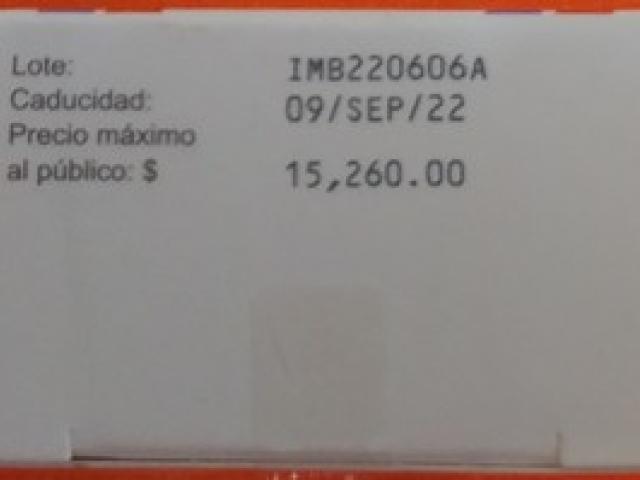 Lote: IMB220606A
Caducidad: 09/SEP/22
Precio máximo
al público: $ 15,260.00